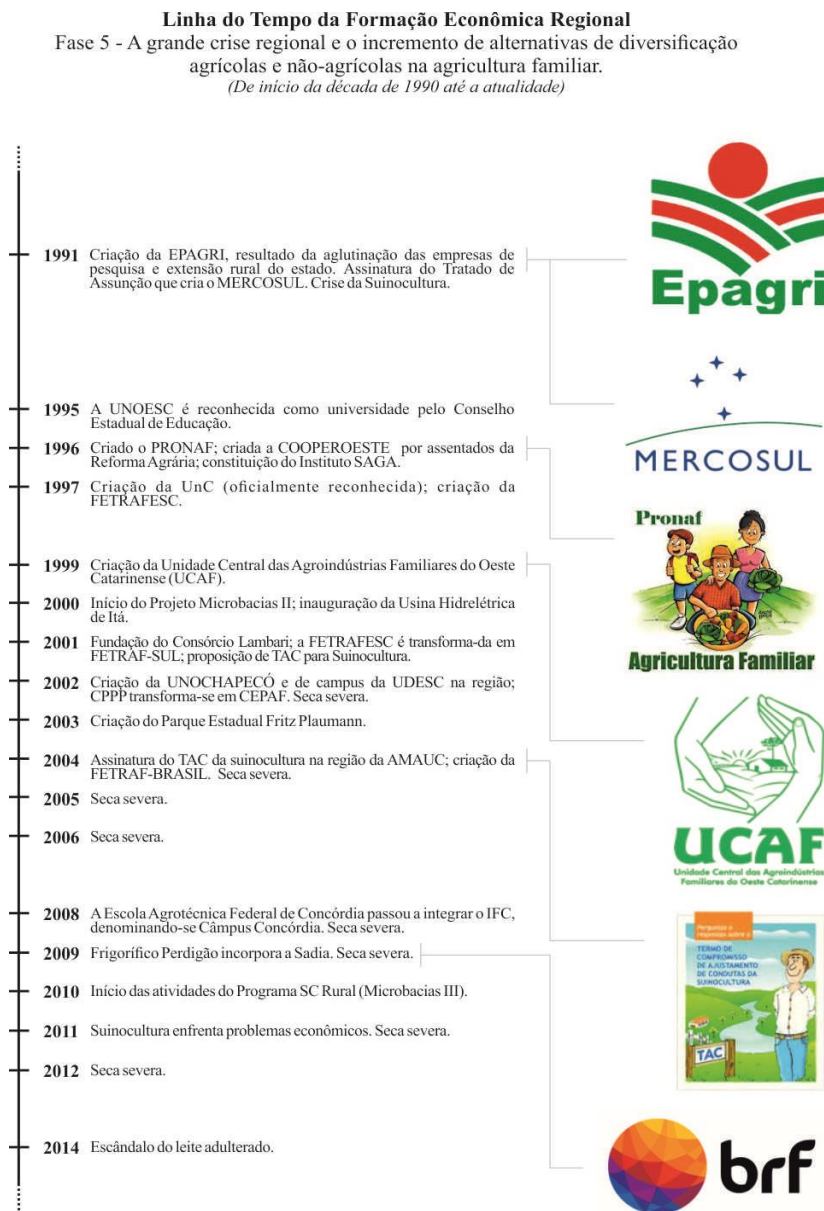 Linha do Tempo da Formação Econômica Regional
Fase 5 - A grande crise regional e o incremento de alternativas de diversificação
agrícolas e não-agrícolas na agricultura familiar.
(De início da década de 1990 até a atualidade)
1991 Criação da EPAGRI, resultado da aglutinação das empresas de
pesquisa e extensão rural do estado. Assinatura do Tratado de
Assunção que cria o MERCOSUL. Crise da Suinocultura.
Epagri
1995 A UNOESC é reconhecida como universidade pelo Conselho
Estadual de Educação.
1996 Criado o PRONAF; criada a COOPEROESTE por assentados da
Reforma Agrária; constituição do Instituto SAGA.
MERCOSUL
1997 Criação da UnC (oficialmente reconhecida); criação da
FETRAFESC.
Pronaf
1999 Criação da Unidade Central das Agroindústrias Familiares do Oeste
Catarinense (UCAF).
2000 Início do Projeto Microbacias II; inauguração da Usina Hidrelétrica
de Itá.
2001 Fundação do Consórcio Lambari; a FETRAFESC é transforma-da em
FETRAF-SUL; proposição de TAC para Suinocultura.
Agricultura Familiar
2002 Criação da UNOCHAPECÓ e de campus da UDESC na região;
CPPP transforma-se em CEPAF. Seca severa.
2003 Criação do Parque Estadual Fritz Plaumann.
2004 Assinatura do TAC da suinocultura na região da AMAUC; criação da
FETRAF-BRASIL. Seca severa.
2005 Seca severa.
2006 Seca severa.
UCAF
Unidade Central das Agroindústrias
Familiares do Oeste Catarinense
2008 A Escola Agrotécnica Federal de Concórdia passou a integrar o IFC,
denominando-se Câmpus Concórdia. Seca severa.
Perguntas e
respostas sobre o
TERMO DE
COMPROMISSO
DE AJUSTAMENTO
DE CONDUTAS DA
SUINOCULTURA
2009 Frigorífico Perdigão incorpora a Sadia. Seca severa.
2010 Início das atividades do Programa SC Rural (Microbacias III).
2011 Suinocultura enfrenta problemas econômicos. Seca severa.
TAC
2012 Seca severa.
2014 Escândalo do leite adulterado.
brf